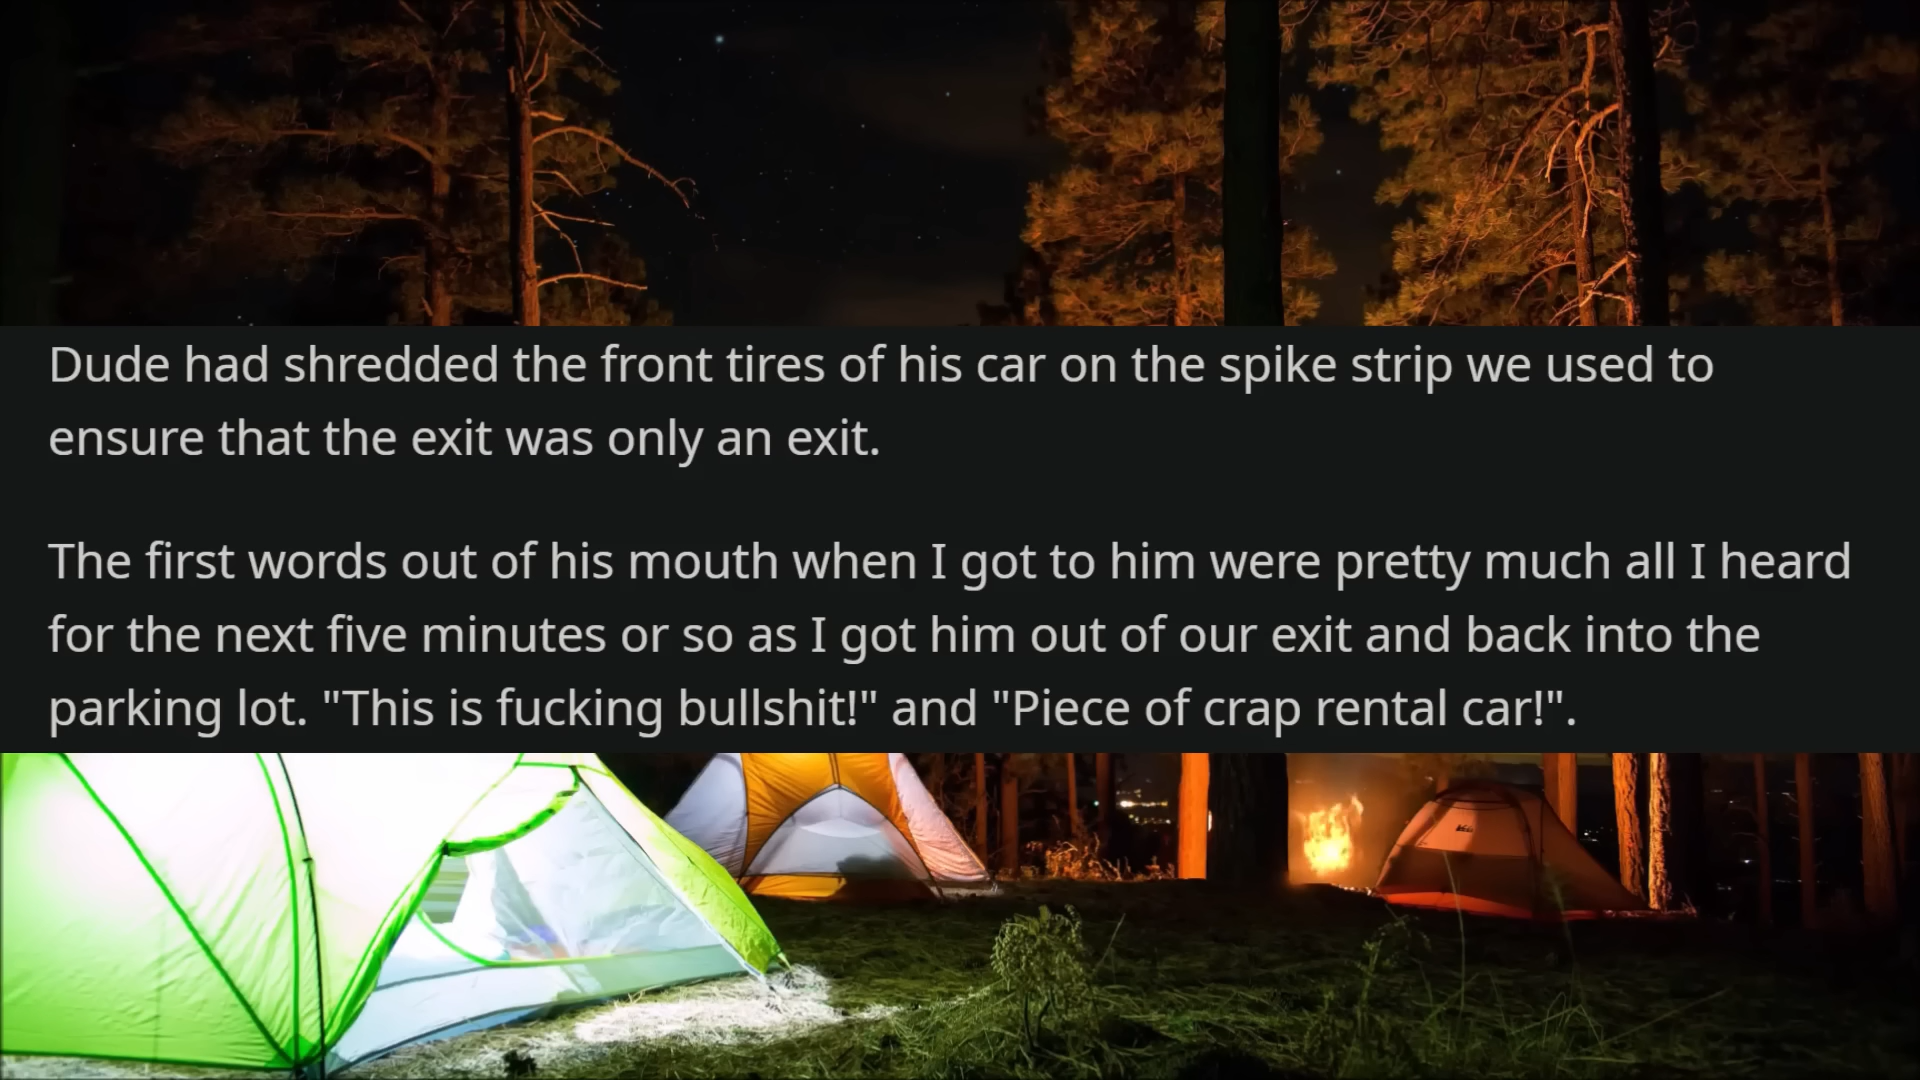 Dude had shredded the front tires of his car on the spike strip we used to
ensure that the exit was only an exit.
The first words out of his mouth when I got to him were pretty much all I heard
for the next five minutes or so as I got him out of our exit and back into the
parking lot. "This is fucking bullshit!" and "Piece of crap rental car!".